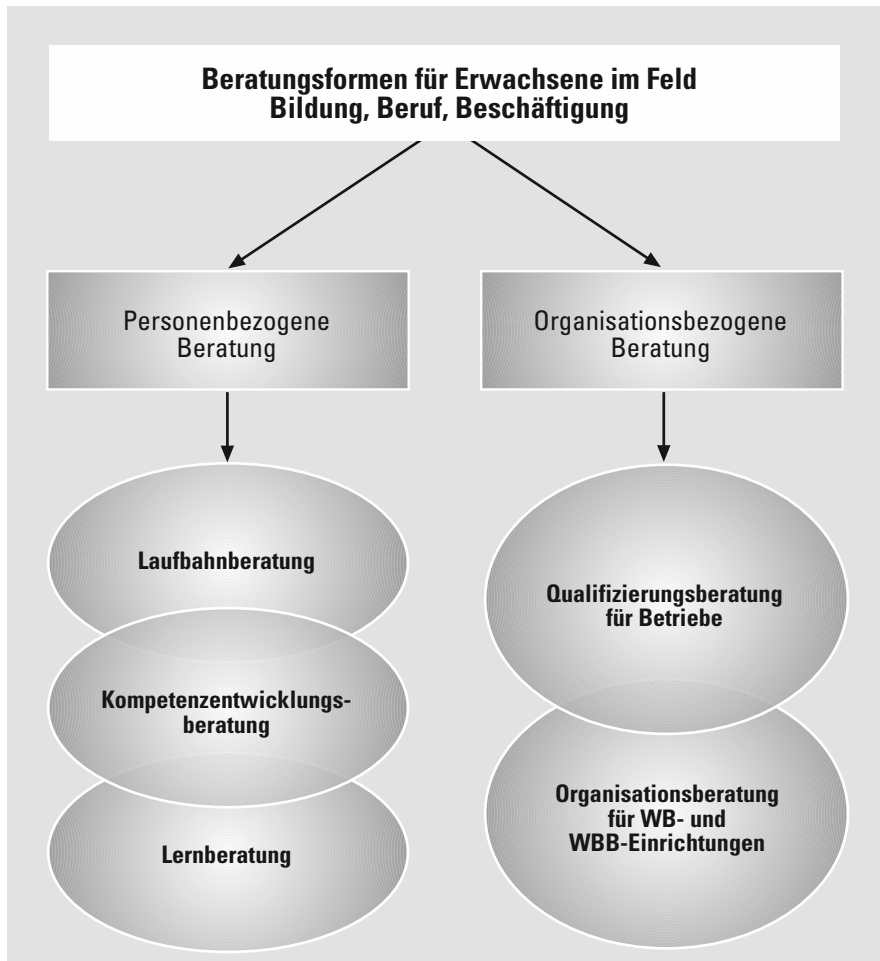 Beratungsformen für Erwachsene im Feld
Bildung, Beruf, Beschäftigung
Personenbezogene
Beratung
Organisationsbezogene
Beratung
Laufbahnberatung
Kompetenzentwicklungs-
beratung
Lernberatung
Qualifizierungsberatung
für Betriebe
Organisationsberatung
für WB- und
WBB-Einrichtungen